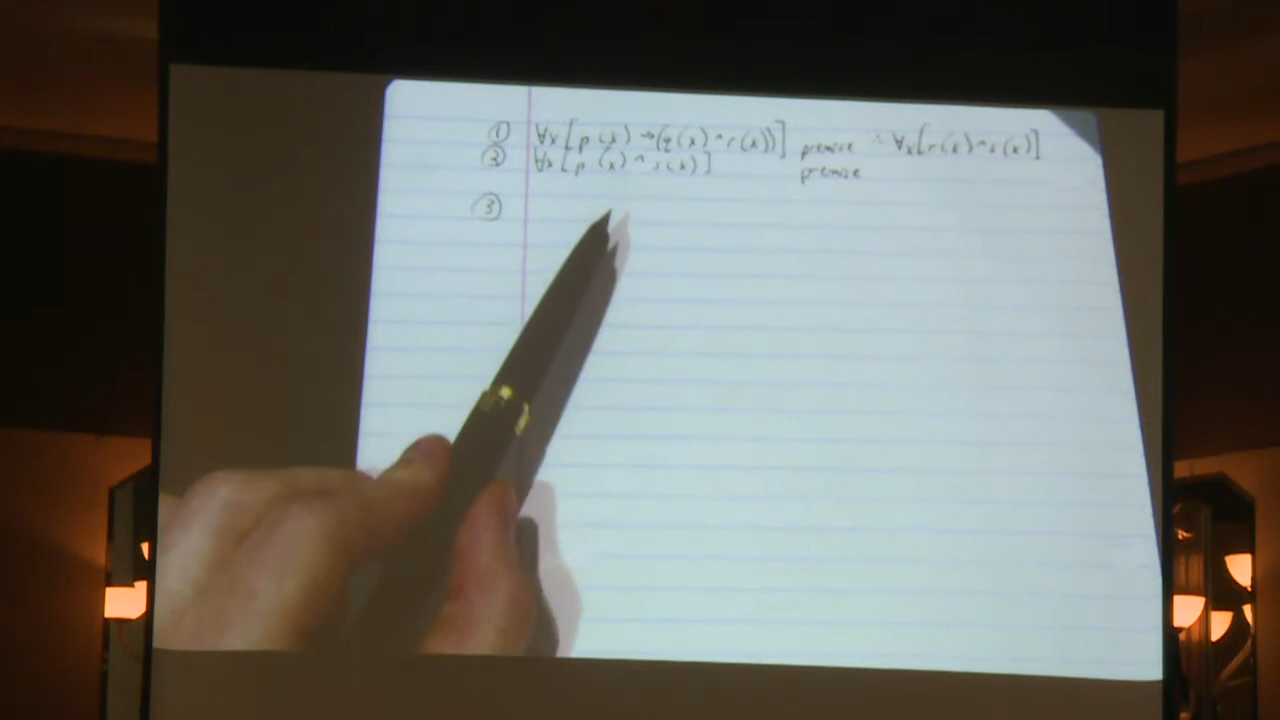 ① ∀x[p(x) → (q(x) ^ r(x))] premise ∴ ∀x[r(x) ^ s(x)]
② ∀x[p(x) ^ s(x)] premise
③